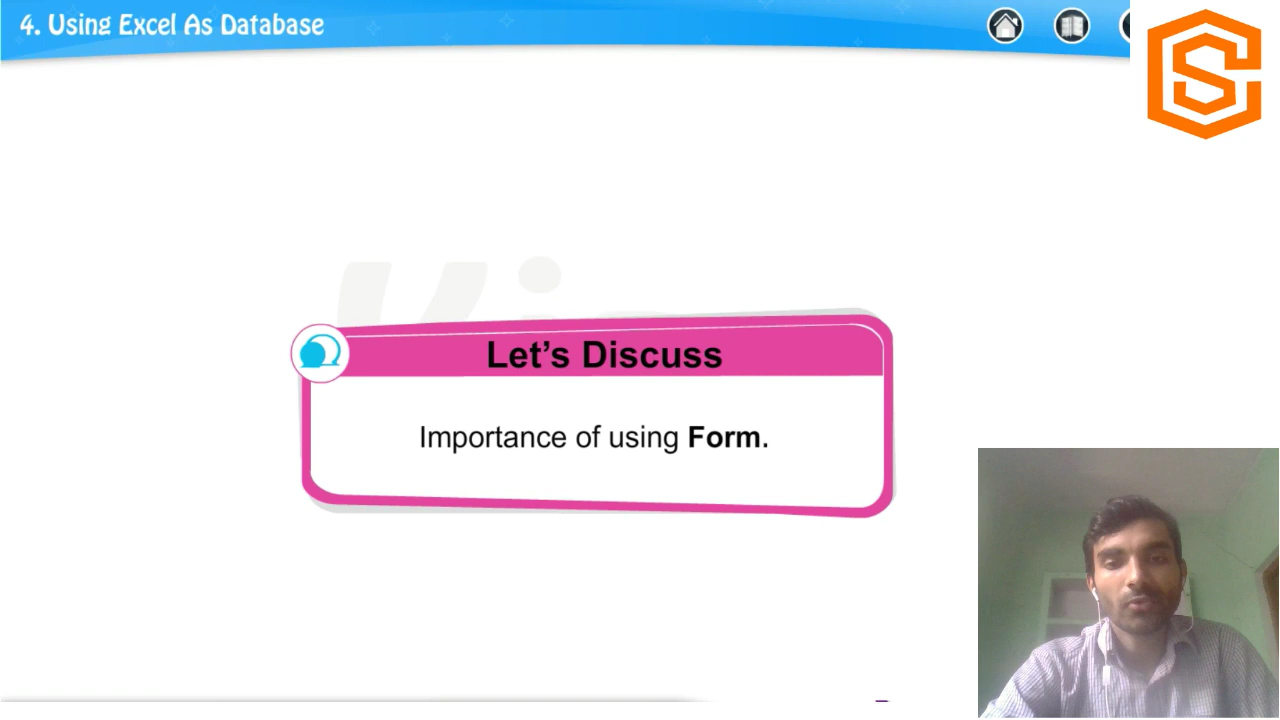 4. Using Excel As Database
Let's Discuss
Importance of using Form.